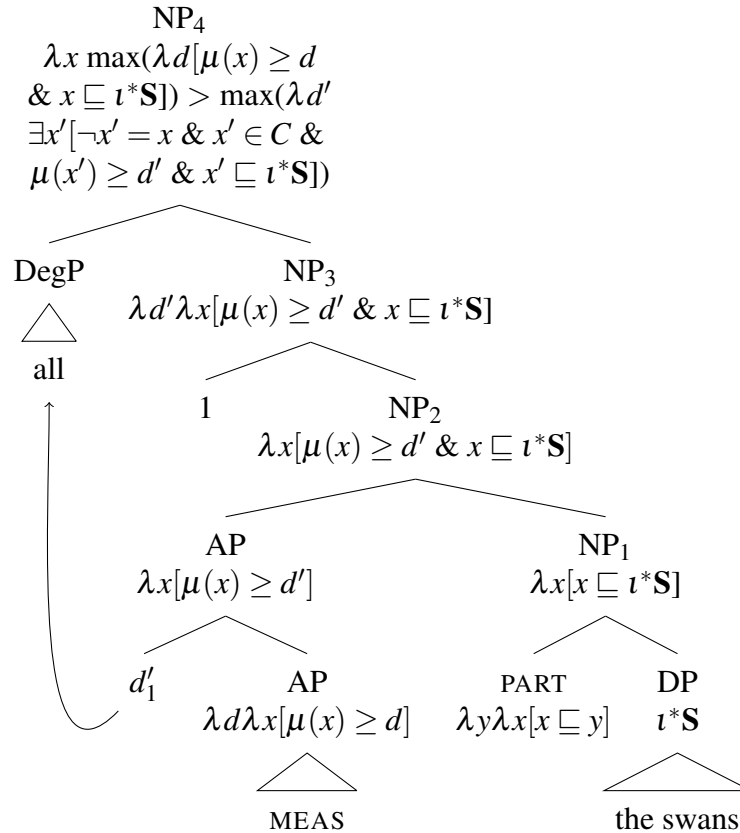 NP₄
λx max(λd[μ(x) ≥ d
& x ⊑ ι*S]) > max(λd′
∃x′[¬x′ = x & x′ ∈ C &
μ(x′) ≥ d′ & x′ ⊑ ι*S])
DegP
NP₃
λd′λx[μ(x) ≥ d′ & x ⊑ ι*S]
all
1
NP₂
λx[μ(x) ≥ d′ & x ⊑ ι*S]
AP
NP₁
λx[μ(x) ≥ d′]
λx[x ⊑ ι*S]
d′₁
AP
PART
DP
λdλx[μ(x) ≥ d]
λyλx[x ⊑ y]
ι*S
MEAS
the swans